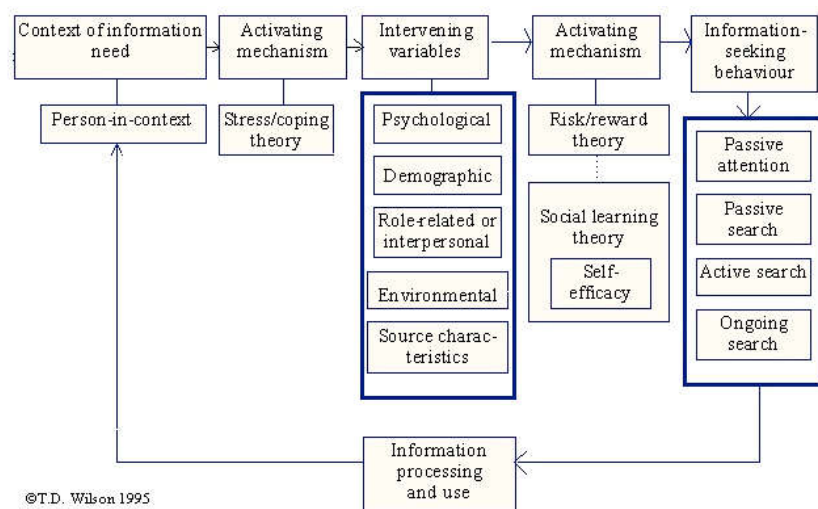 Context of information
need
Activating
mechanism
Intervening
variables
Activating
mechanism
Information-
seeking
behaviour
Person-in-context
Stress/coping
theory
Psychological
Demographic
Role-related or
interpersonal
Environmental
Source charac-
teristics
Risk/reward
theory
Social learning
theory
Self-
efficacy
Passive
attention
Passive
search
Active search
Ongoing
search
Information
processing
and use
©T.D. Wilson 1995